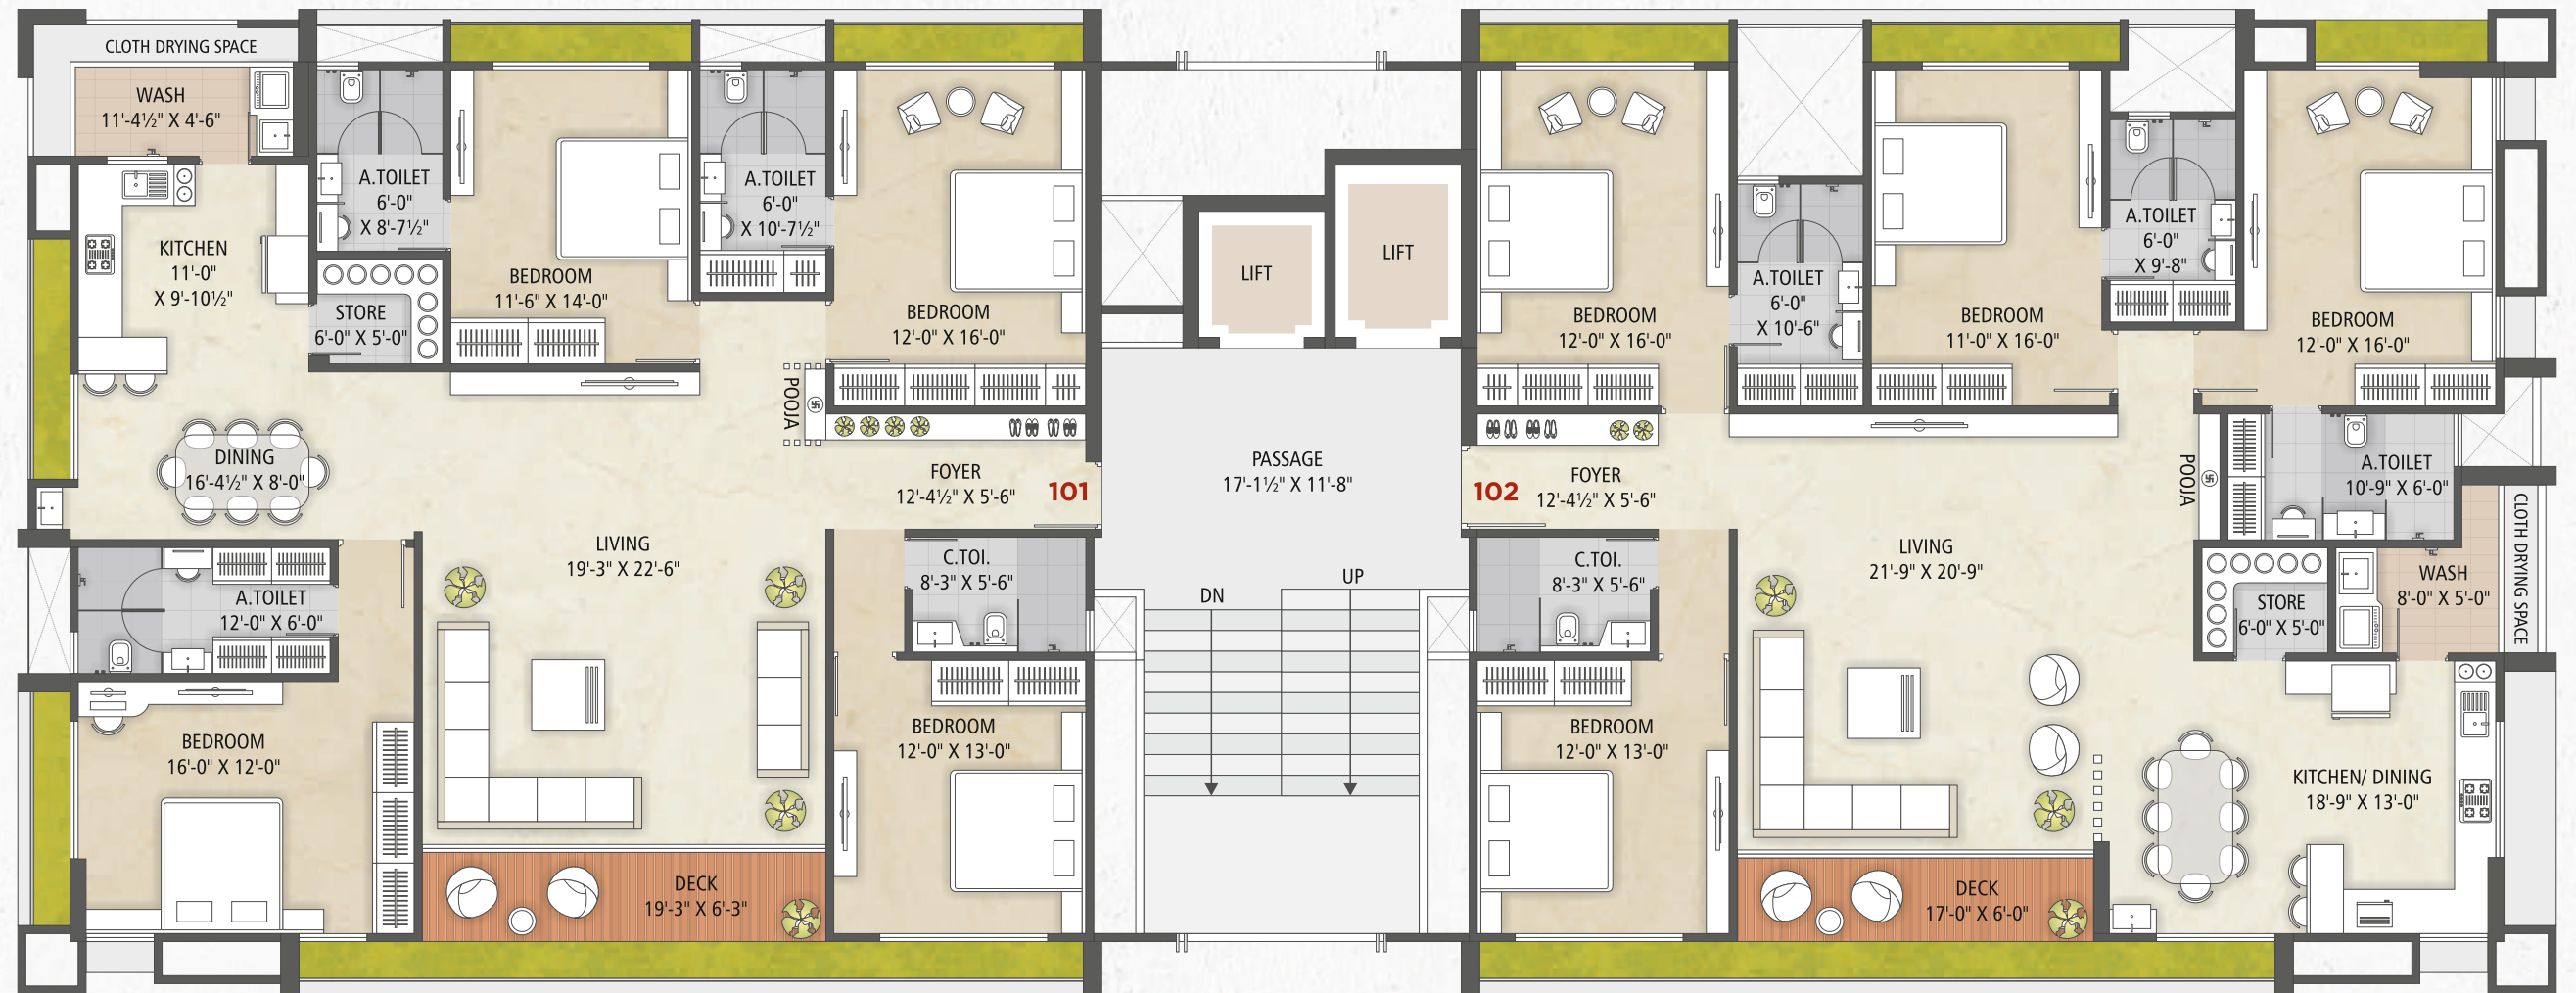 CLOTH DRYING SPACE
WASH
11'-4½" X 4'-6"
KITCHEN
11'-0"
X 9'-10½"
A.TOILET
6'-0"
X 8'-7½"
STORE
6'-0" X 5'-0"
BEDROOM
11'-6" X 14'-0"
A.TOILET
6'-0"
X 10'-7½"
BEDROOM
12'-0" X 16'-0"
POOJA
DINING
16'-4½" X 8'-0"
FOYER
12'-4½" X 5'-6"
101
LIVING
19'-3" X 22'-6"
A.TOILET
12'-0" X 6'-0"
C.TOI.
8'-3" X 5'-6"
BEDROOM
16'-0" X 12'-0"
BEDROOM
12'-0" X 13'-0"
DECK
19'-3" X 6'-3"
LIFT
LIFT
PASSAGE
17'-1½" X 11'-8"
DN
UP
BEDROOM
12'-0" X 16'-0"
A.TOILET
6'-0"
X 10'-6"
BEDROOM
11'-0" X 16'-0"
A.TOILET
6'-0"
X 9'-8"
BEDROOM
12'-0" X 16'-0"
102
FOYER
12'-4½" X 5'-6"
POOJA
A.TOILET
10'-9" X 6'-0"
CLOTH DRYING SPACE
LIVING
21'-9" X 20'-9"
C.TOI.
8'-3" X 5'-6"
STORE
6'-0" X 5'-0"
WASH
8'-0" X 5'-0"
BEDROOM
12'-0" X 13'-0"
KITCHEN/ DINING
18'-9" X 13'-0"
DECK
17'-0" X 6'-0"